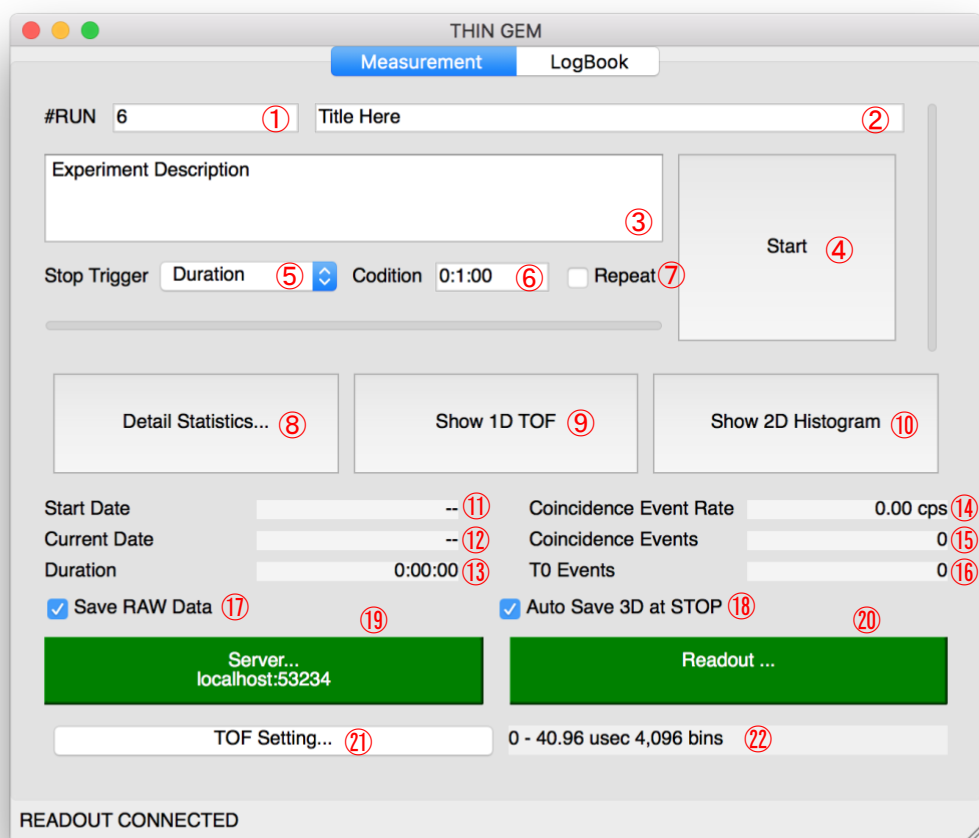 THIN GEM
Measurement LogBook
#RUN 6 ① Title Here ②
Experiment Description
③
Start ④
Stop Trigger Duration ⑤ Codition 0:1:00 ⑥ Repeat ⑦
Detail Statistics... ⑧ Show 1D TOF ⑨ Show 2D Histogram ⑩
Start Date -- ⑪ Coincidence Event Rate 0.00 cps ⑭
Current Date -- ⑫ Coincidence Events 0 ⑮
Duration 0:00:00 ⑬ T0 Events 0 ⑯
Save RAW Data ⑰ Auto Save 3D at STOP ⑱
⑲ ⑳
Server... Readout ...
localhost:53234
TOF Setting... ㉑ 0 - 40.96 usec 4,096 bins ㉒
READOUT CONNECTED